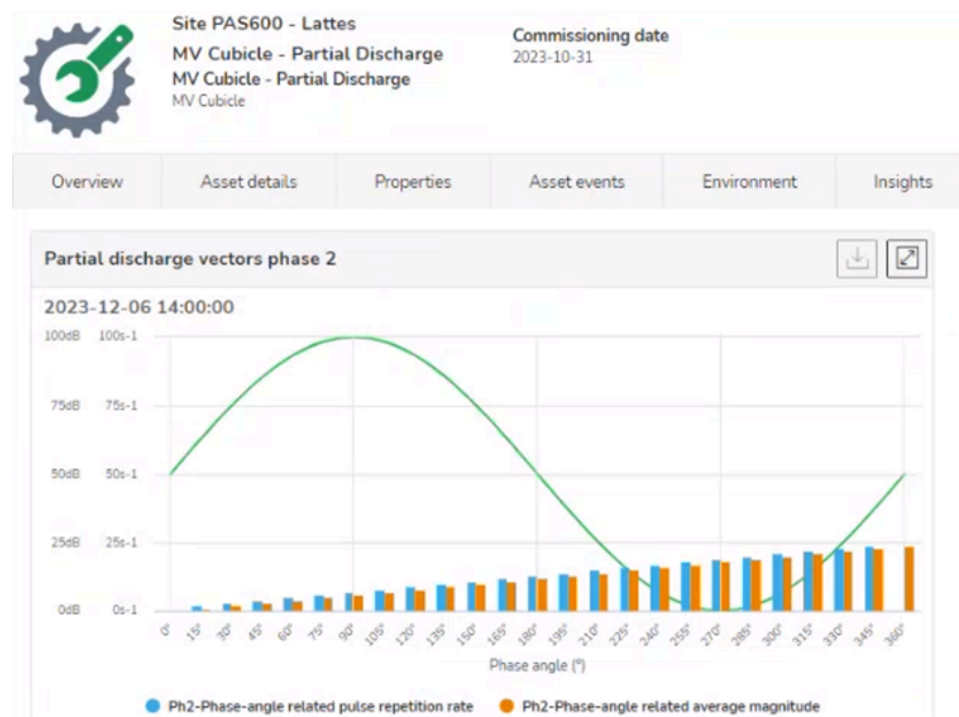 Site PAS600 - Lattes
MV Cubicle - Partial Discharge
MV Cubicle - Partial Discharge
MV Cubicle
Commissioning date
2023-10-31
Overview Asset details Properties Asset events Environment Insights
Partial discharge vectors phase 2
2023-12-06 14:00:00
100dB 100s-1
75dB 75s-1
50dB 50s-1
25dB 25s-1
0dB 0s-1
0° 15° 30° 45° 60° 75° 90° 105° 120° 135° 150° 165° 180° 195° 210° 225° 240° 255° 270° 285° 300° 315° 330° 345° 360°
Phase angle (°)
Ph2-Phase-angle related pulse repetition rate Ph2-Phase-angle related average magnitude